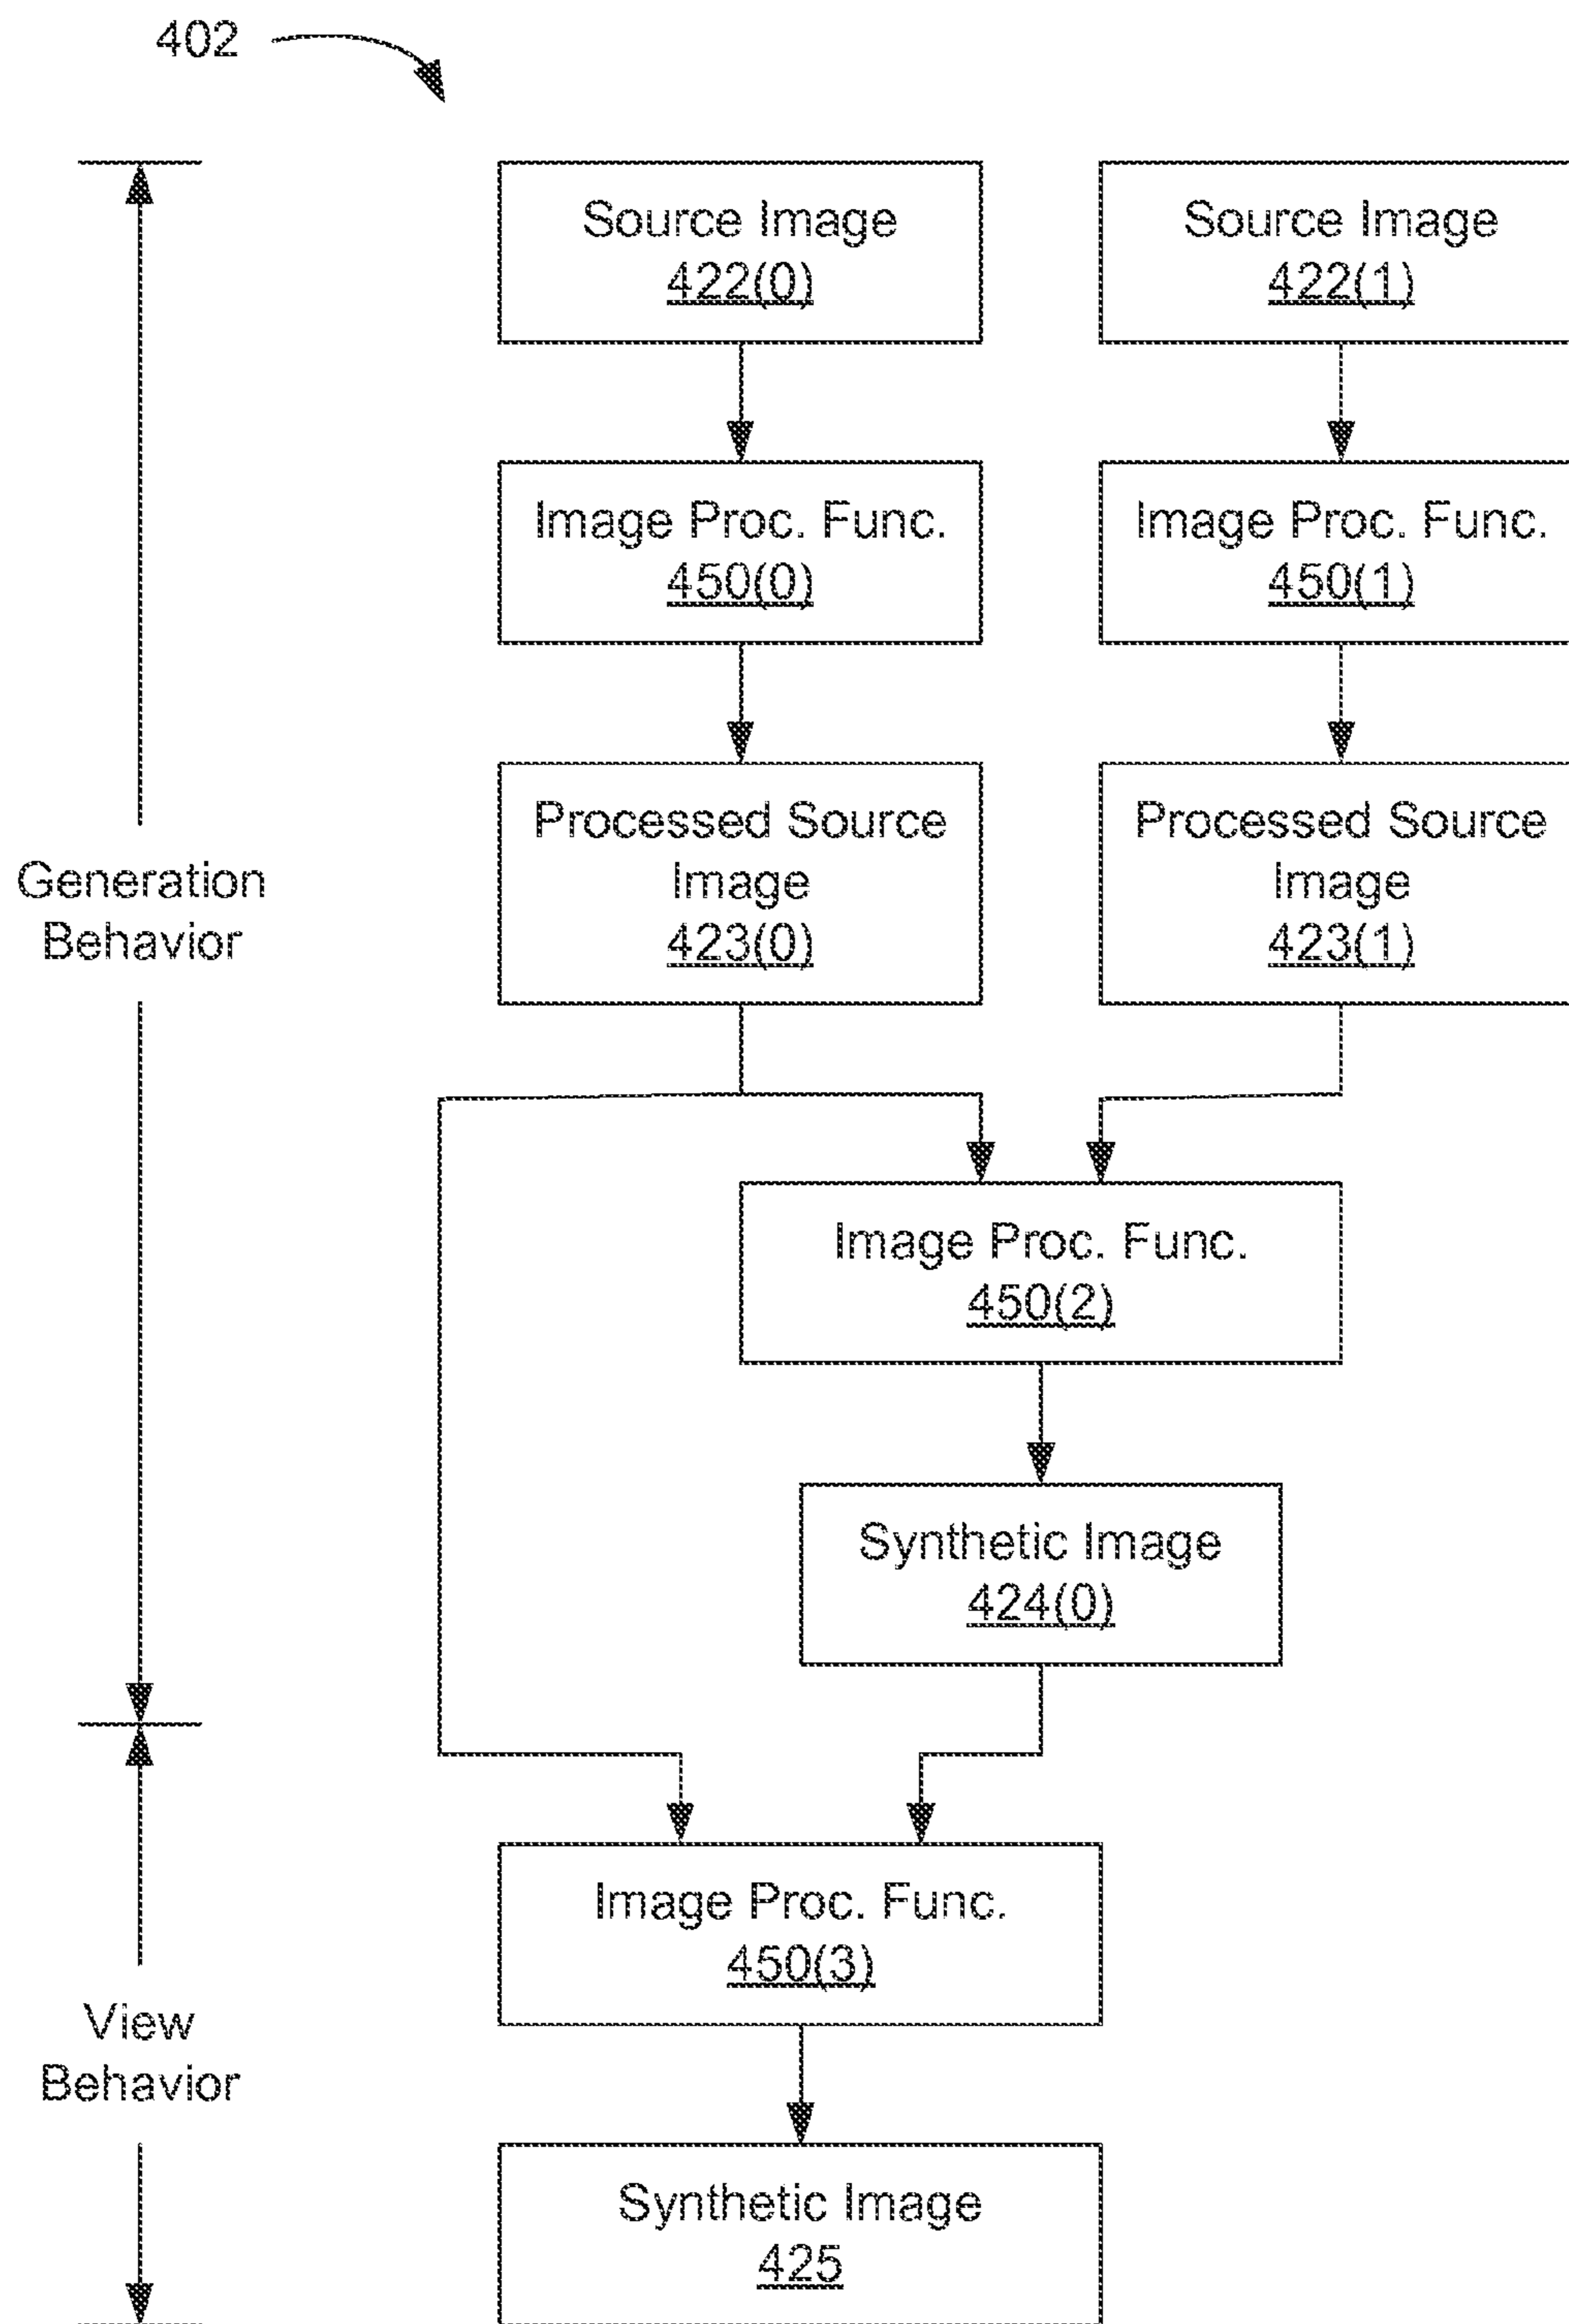 402
Source Image
422(0)
Source Image
422(1)
Image Proc. Func.
450(0)
Image Proc. Func.
450(1)
Processed Source
Image
423(0)
Processed Source
Image
423(1)
Generation
Behavior
Image Proc. Func.
450(2)
Synthetic Image
424(0)
Image Proc. Func.
450(3)
View
Behavior
Synthetic Image
425